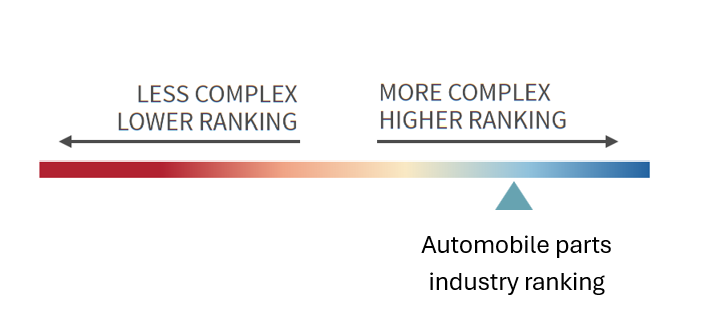 LESS COMPLEX
LOWER RANKING
MORE COMPLEX
HIGHER RANKING
Automobile parts
industry ranking